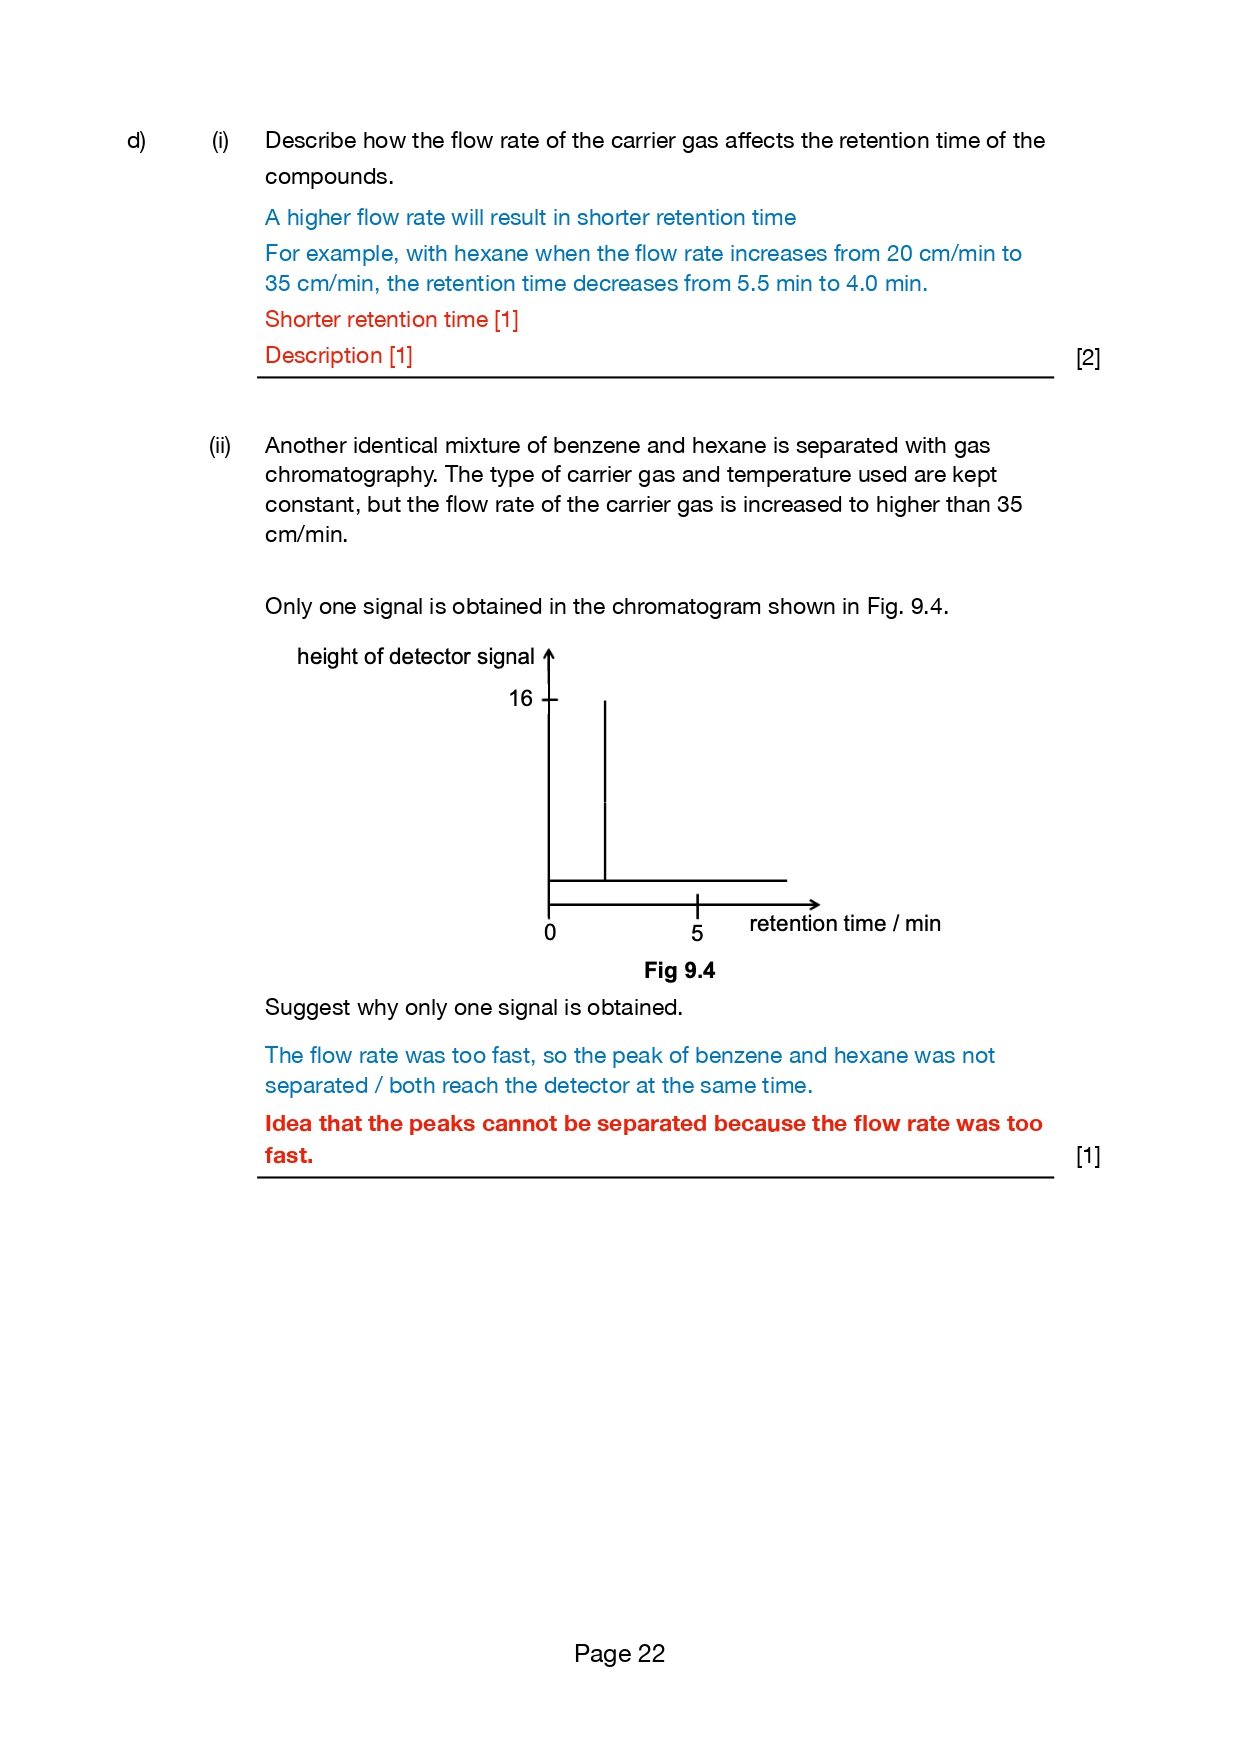 d) (i) Describe how the flow rate of the carrier gas affects the retention time of the
compounds.
A higher flow rate will result in shorter retention time
For example, with hexane when the flow rate increases from 20 cm/min to
35 cm/min, the retention time decreases from 5.5 min to 4.0 min.
Shorter retention time [1]
Description [1] [2]
(ii) Another identical mixture of benzene and hexane is separated with gas
chromatography. The type of carrier gas and temperature used are kept
constant, but the flow rate of the carrier gas is increased to higher than 35
cm/min.
Only one signal is obtained in the chromatogram shown in Fig. 9.4.
height of detector signal
16
0 5 retention time / min
Fig 9.4
Suggest why only one signal is obtained.
The flow rate was too fast, so the peak of benzene and hexane was not
separated / both reach the detector at the same time.
Idea that the peaks cannot be separated because the flow rate was too
fast. [1]
Page 22